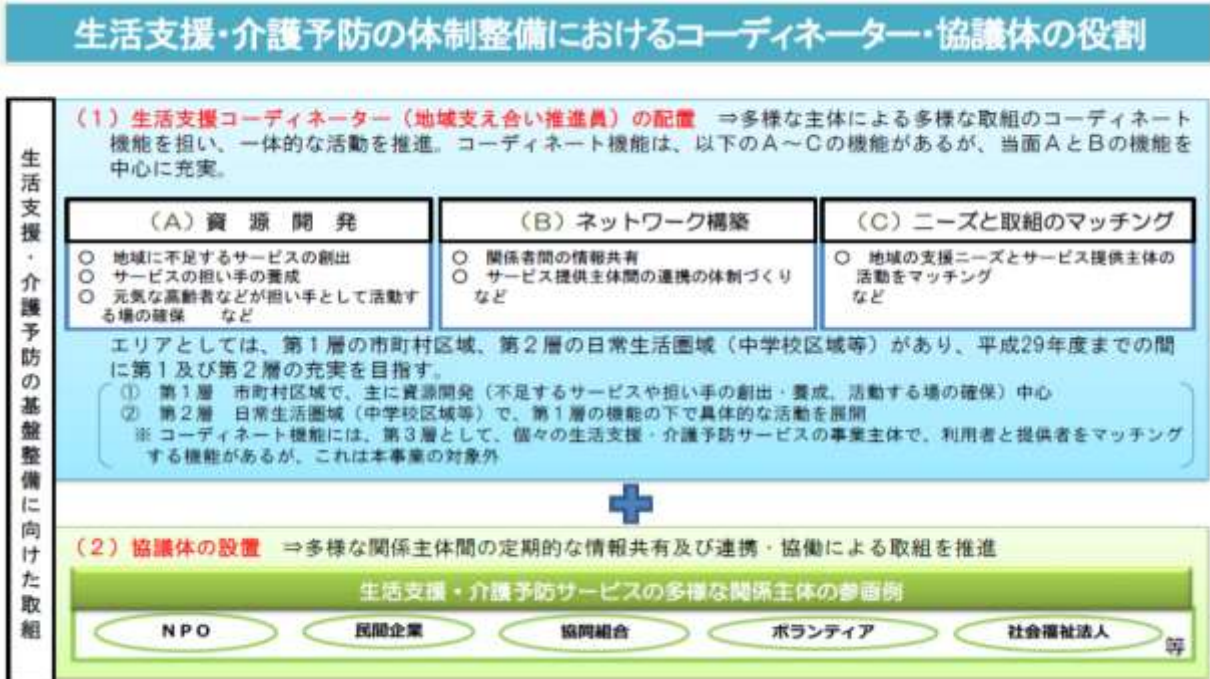 生活支援・介護予防の体制整備におけるコーディネーター・協議体の役割
生活支援・介護予防の基盤整備に向けた取組
（１）生活支援コーディネーター（地域支え合い推進員）の配置　⇒多様な主体による多様な取組のコーディネート
機能を担い、一体的な活動を推進。コーディネート機能は、以下のA～Cの機能があるが、当面AとBの機能を
中心に充実。
（A）資　源　開　発
○　地域に不足するサービスの創出
○　サービスの担い手の養成
○　元気な高齢者などが担い手として活動す
る場の確保　　など
（B）ネットワーク構築
○　関係者間の情報共有
○　サービス提供主体間の連携の体制づくり
など
（C）ニーズと取組のマッチング
○　地域の支援ニーズとサービス提供主体の
活動をマッチング
など
エリアとしては、第１層の市町村区域、第２層の日常生活圏域（中学校区域等）があり、平成29年度までの間
に第１及び第２層の充実を目指す。
①　第１層　市町村区域で、主に資源開発（不足するサービスや担い手の創出・養成、活動する場の確保）中心
②　第２層　日常生活圏域（中学校区域等）で、第１層の機能の下で具体的な活動を展開
※ コーディネート機能には、第３層として、個々の生活支援・介護予防サービスの事業主体で、利用者と提供者をマッチング
する機能があるが、これは本事業の対象外
（２）協議体の設置　⇒多様な関係主体間の定期的な情報共有及び連携・協働による取組を推進
生活支援・介護予防サービスの多様な関係主体の参画例
ＮＰＯ
民間企業
協同組合
ボランティア
社会福祉法人
等